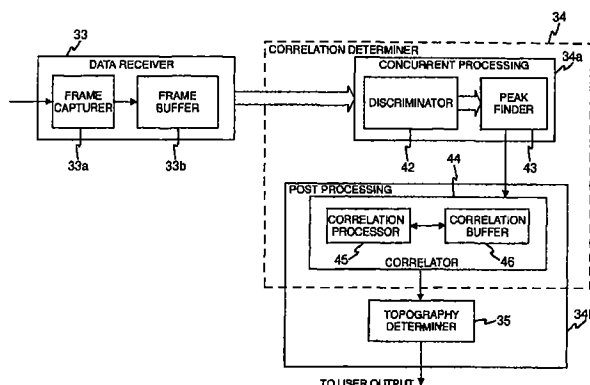 33
34
CORRELATION DETERMINER
34a
DATA RECEIVER
CONCURRENT PROCESSING
FRAME
CAPTURER
FRAME
BUFFER
DISCRIMINATOR
PEAK
FINDER
33a
33b
42
43
44
POST PROCESSING
CORRELATION
PROCESSOR
CORRELATION
BUFFER
45
46
CORRELATOR
TOPOGRAPHY
DETERMINER
35
TO USER OUTPUT